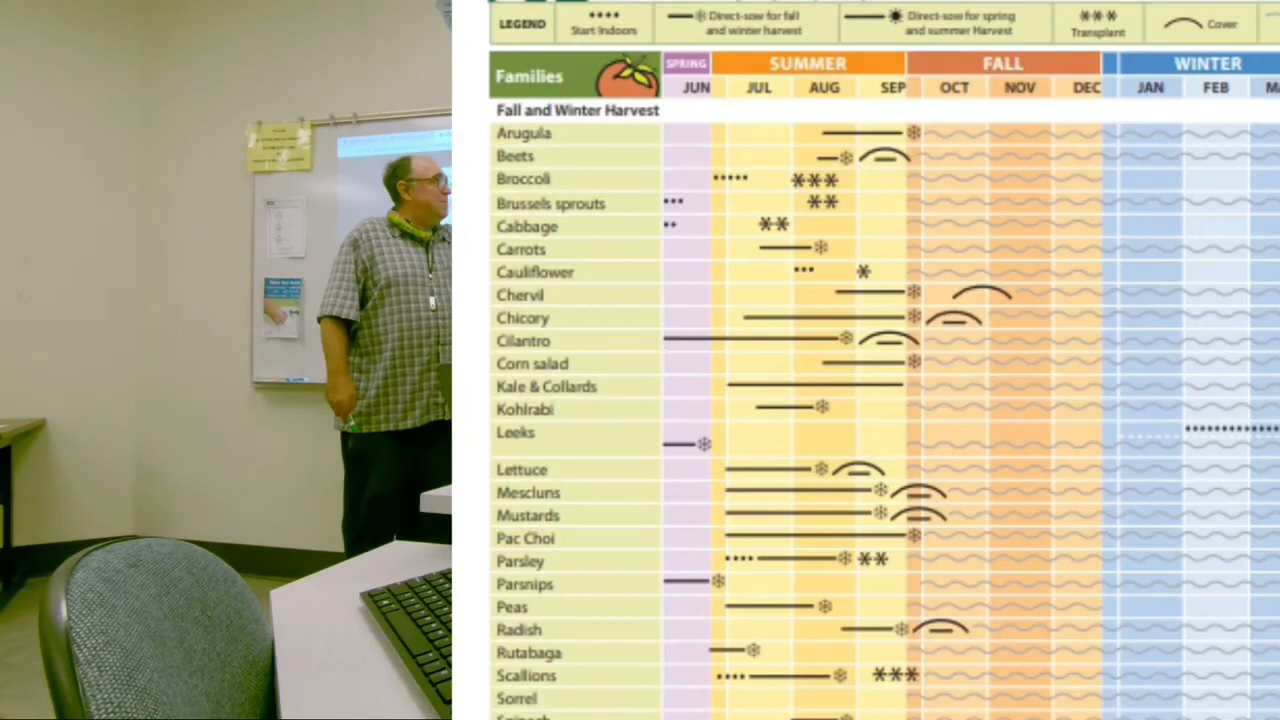 LEGEND
Start Indoors
Direct-sow for fall
and winter harvest
Direct-sow for spring
and summer Harvest
Transplant
Cover
Families
SPRING SUMMER FALL WINTER
JUN JUL AUG SEP OCT NOV DEC JAN FEB
Fall and Winter Harvest
Arugula
Beets
Broccoli
Brussels sprouts
Cabbage
Carrots
Cauliflower
Chervil
Chicory
Cilantro
Corn salad
Kale & Collards
Kohlrabi
Leeks
Lettuce
Mescluns
Mustards
Pac Choi
Parsley
Parsnips
Peas
Radish
Rutabaga
Scallions
Sorrel